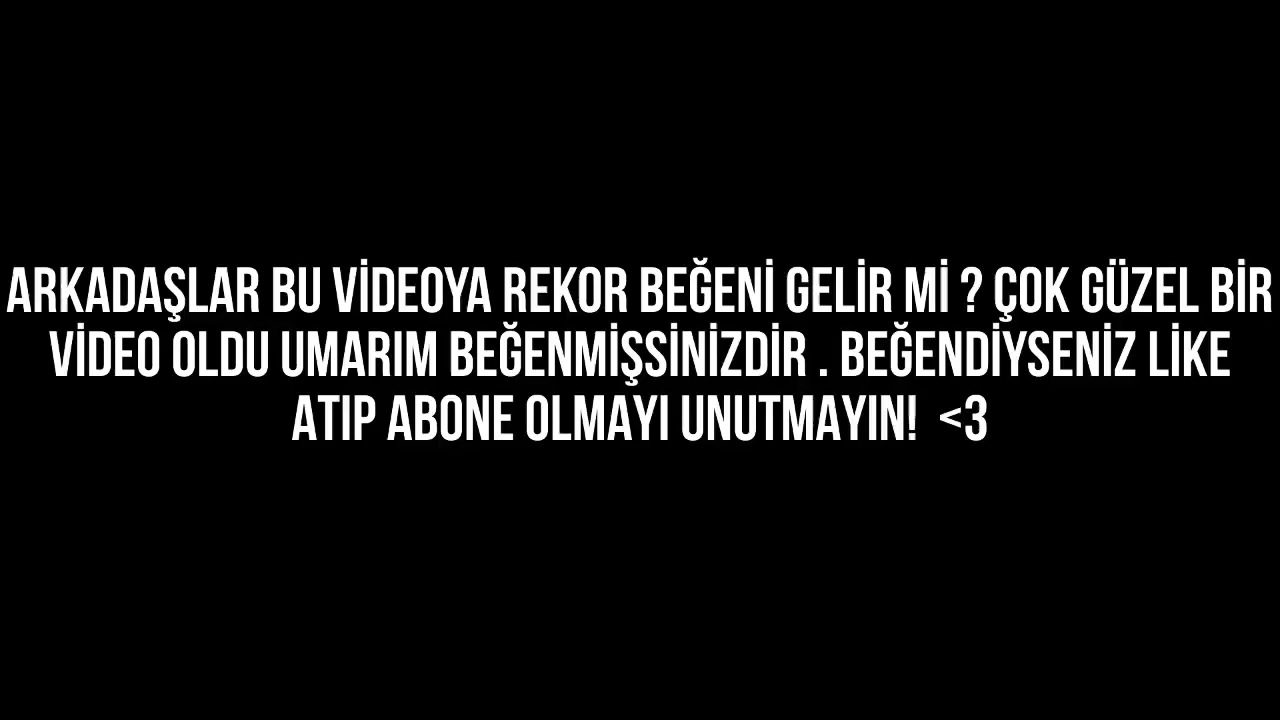 ARKADAŞLAR BU VİDEOYA REKOR BEĞENİ GELİR Mİ ? ÇOK GÜZEL BİR
VİDEO OLDU UMARIM BEĞENMİŞSİNİZDİR . BEĞENDİYSENİZ LİKE
ATIP ABONE OLMAYI UNUTMAYIN!  <3